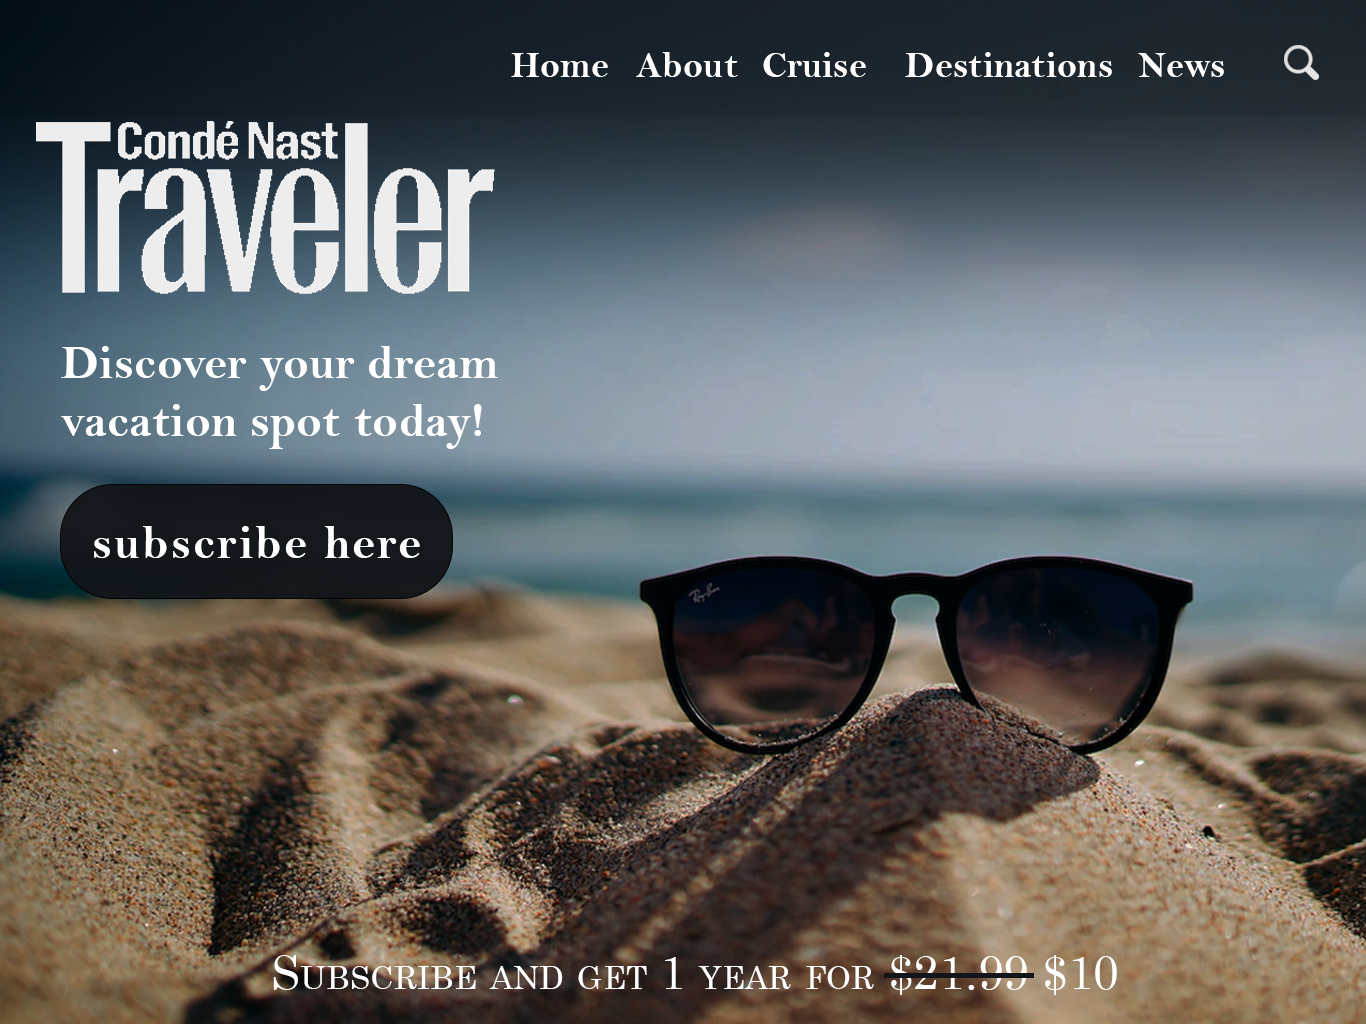 Home About Cruise Destinations News
Condé Nast
Traveler
Discover your dream
vacation spot today!
subscribe here
Ray-Ban
Subscribe and get 1 year for $21.99 $10